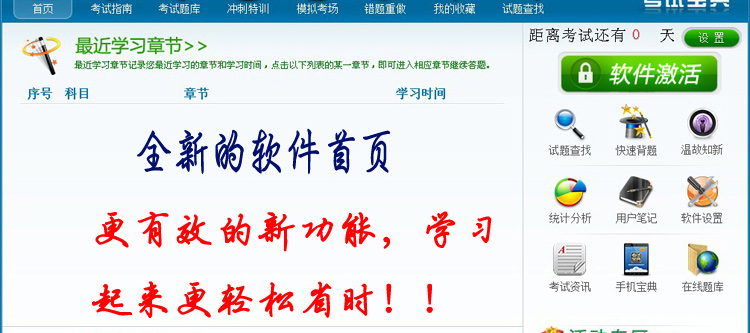 首页 考试指南 考试题库 冲刺特训 模拟考场 错题重做 我的收藏 试题查找
最近学习章节>>
最近学习章节记录您最近学习的章节和学习时间，点击以下列表的某一章节，即可进入相应章节继续答题。
序号 科目 章节 学习时间
全新的软件首页
更有效的新功能，学习
起来更轻松省时！！
距离考试还有 0 天 设置
软件激活
试题查找 快速背题 温故知新
统计分析 用户笔记 软件设置
考试资讯 手机宝典 在线题库